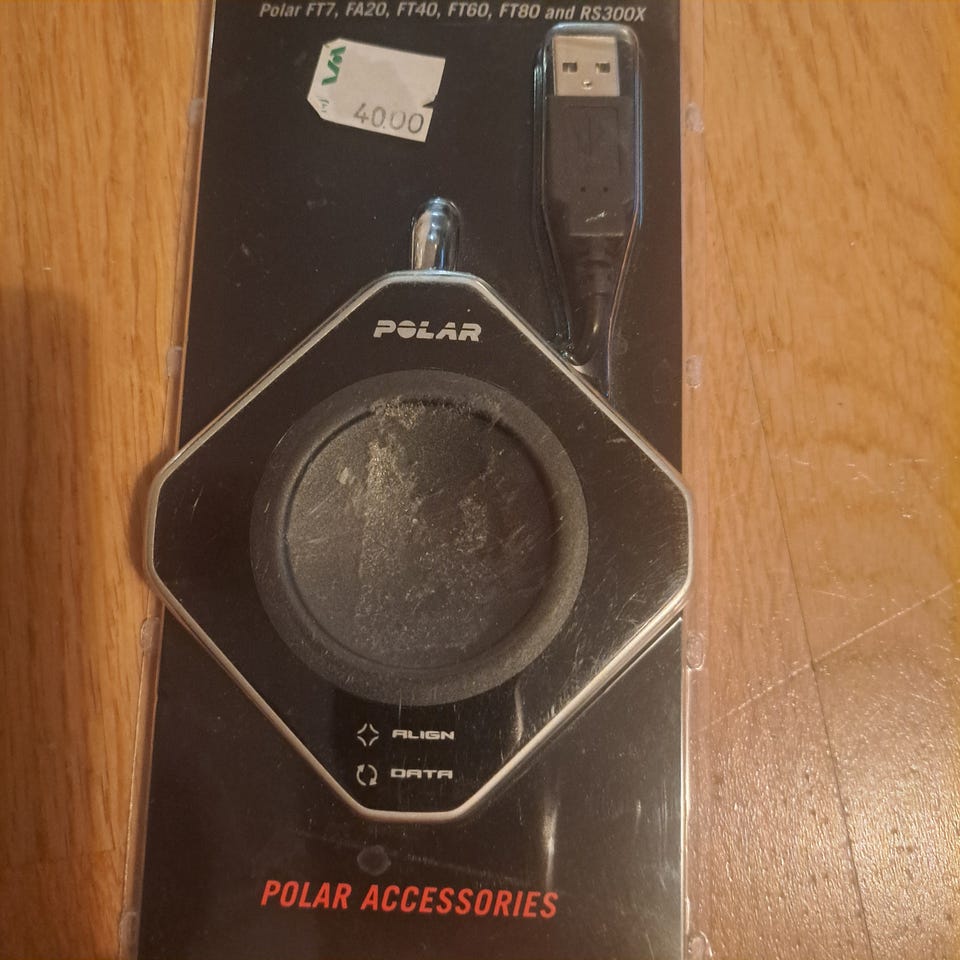 Polar FT7, FA20, FT40, FT60, FT80 and RS300X
40.00
POLAR
ALIGN
DATA
POLAR ACCESSORIES